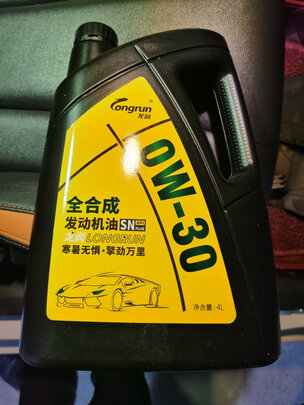 Longrun
龙润
0W-30
全合成
发动机油 SN PLUS
龙润 LONGRUN
寒暑无惧·擎劲万里
净含量: 4L